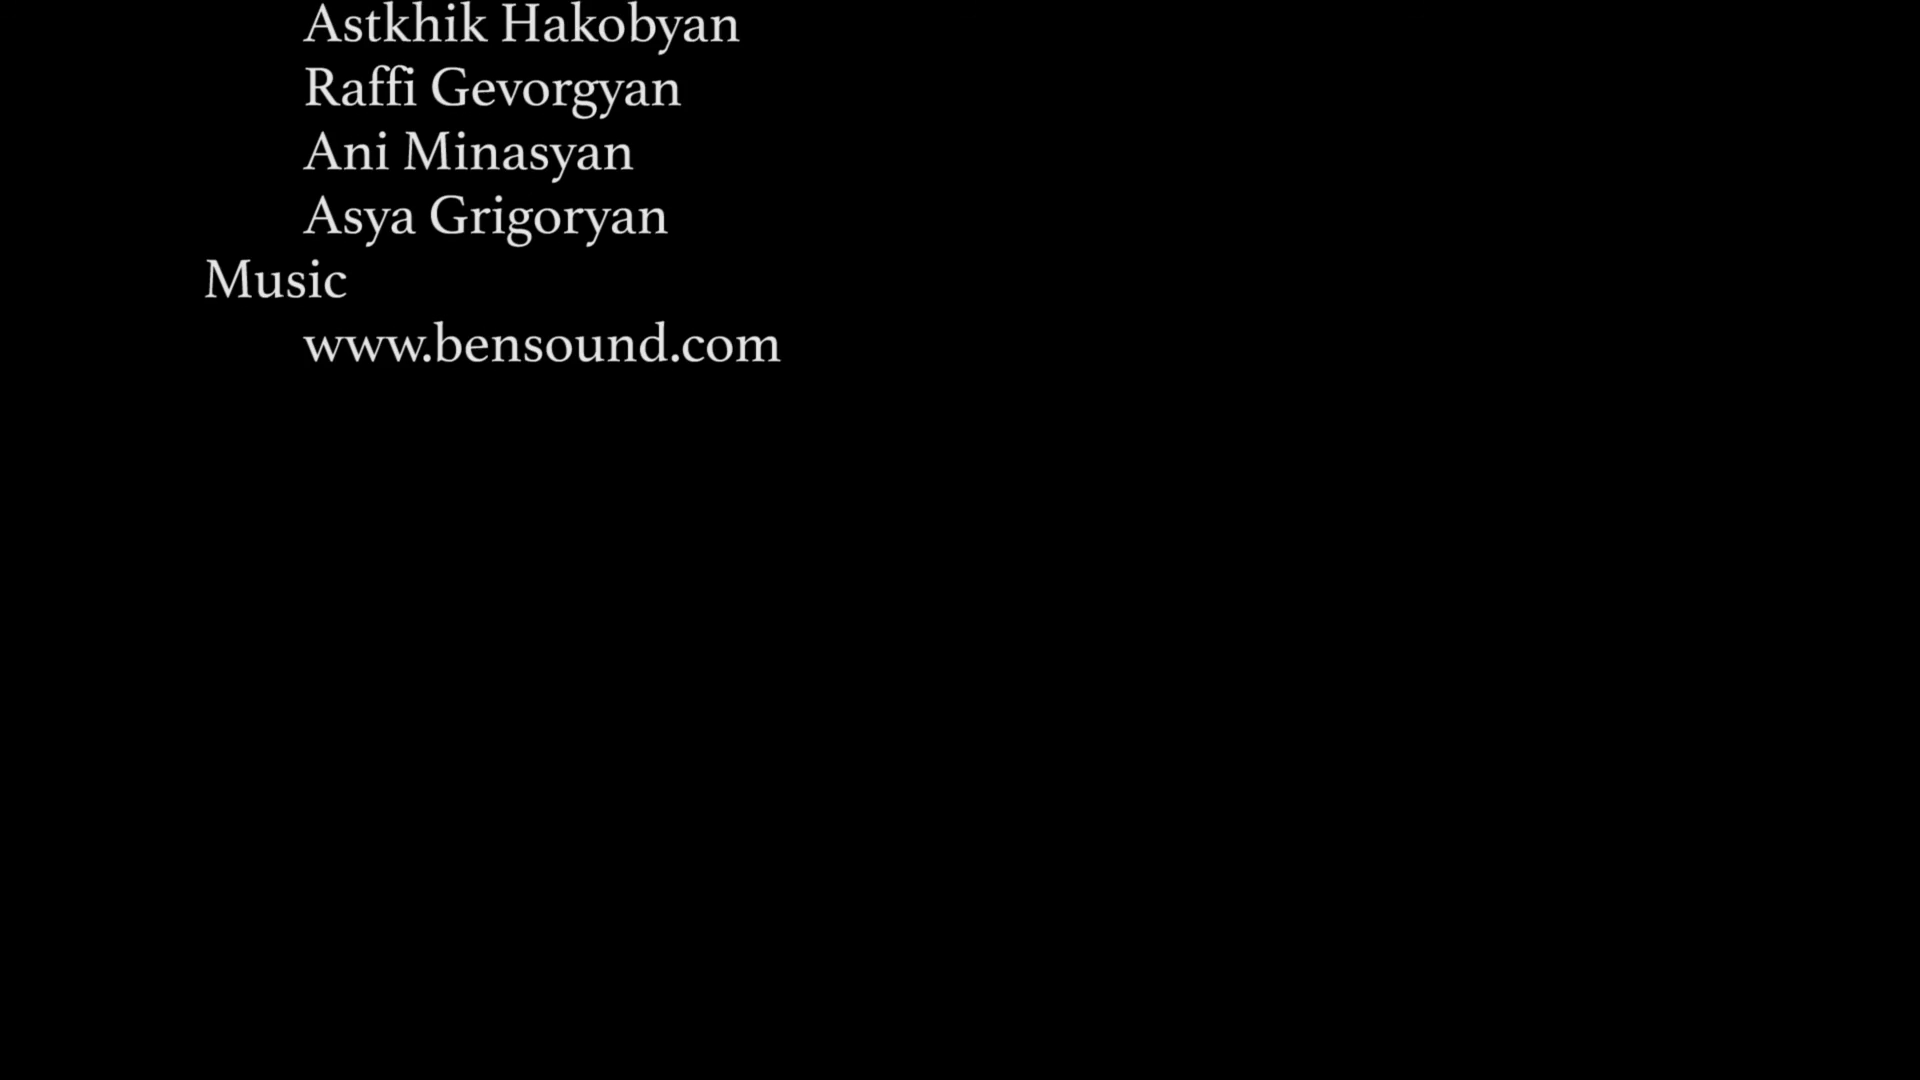 Astkhik Hakobyan
Raffi Gevorgyan
Ani Minasyan
Asya Grigoryan
Music
www.bensound.com